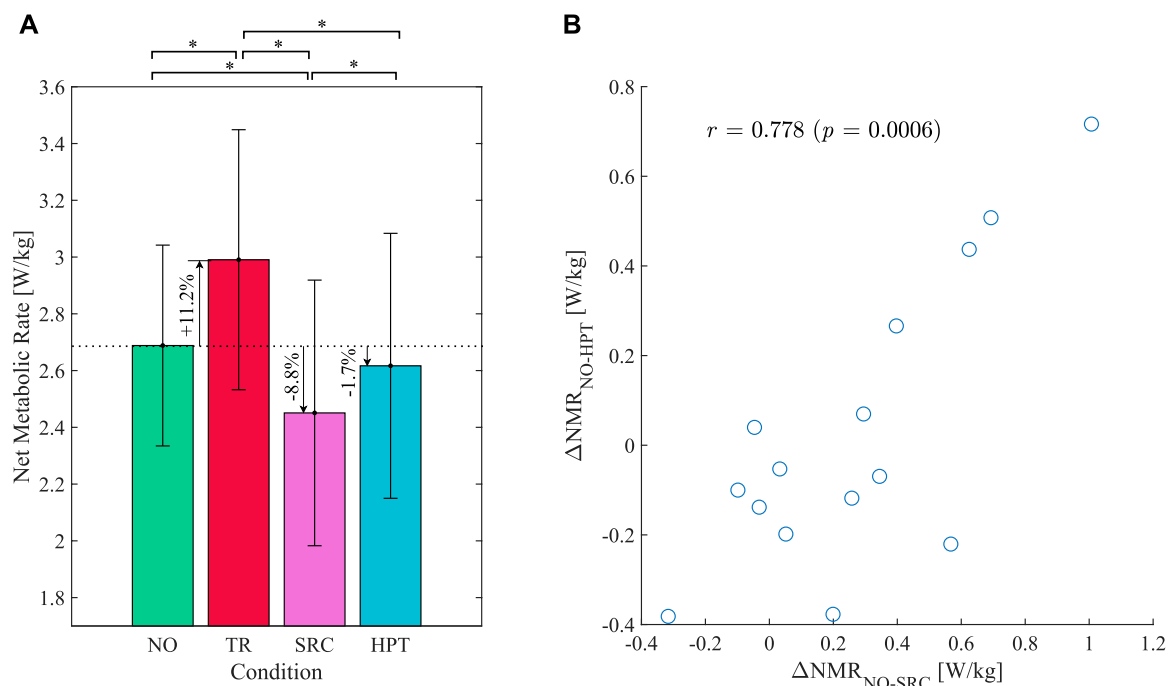 A
*
*
*
*
*
3.6
3.4
3.2
3
2.8
2.6
2.4
2.2
2
1.8
Net Metabolic Rate [W/kg]
+11.2%
-8.8%
-1.7%
NO TR SRC HPT
Condition
B
r = 0.778 (p = 0.0006)
0.8
0.6
0.4
0.2
0
-0.2
-0.4
ΔNMR_NO-HPT [W/kg]
-0.4 -0.2 0 0.2 0.4 0.6 0.8 1 1.2
ΔNMR_NO-SRC [W/kg]